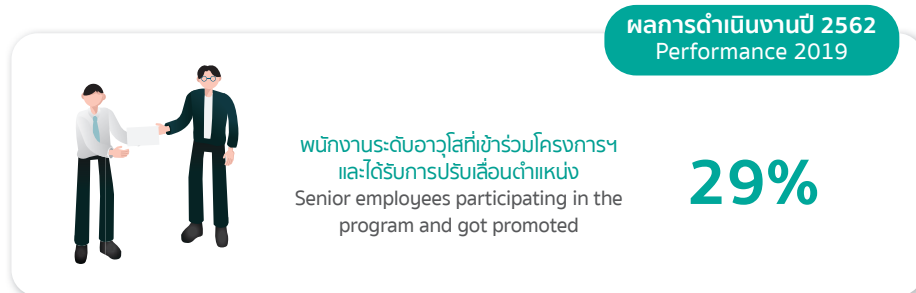 ผลการดำเนินงานปี 2562
Performance 2019
พนักงานระดับอาวุโสที่เข้าร่วมโครงการฯ
และได้รับการปรับเลื่อนตำแหน่ง
Senior employees participating in the
program and got promoted
29%